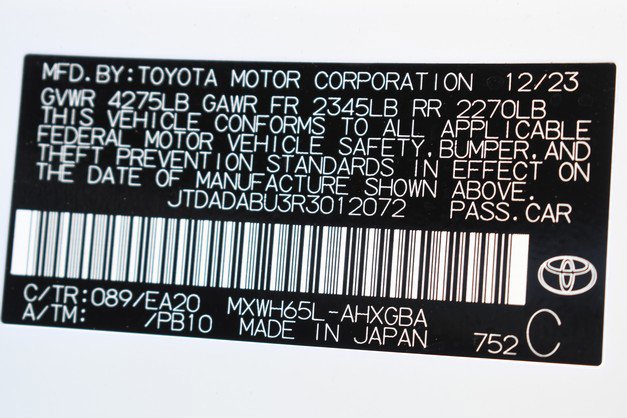 MFD.BY:TOYOTA MOTOR CORPORATION 12/23
GVWR 4275LB GAWR FR 2345LB RR 2270LB
THIS VEHICLE CONFORMS TO ALL APPLICABLE
FEDERAL MOTOR VEHICLE SAFETY,BUMPER,AND
THEFT PREVENTION STANDARDS IN EFFECT ON
THE DATE OF MANUFACTURE SHOWN ABOVE.
JTDADABU3R3012072 PASS.CAR
C/TR:089/EA20 MXWH65L-AHXGBA
A/TM: /PB10 MADE IN JAPAN 752 C